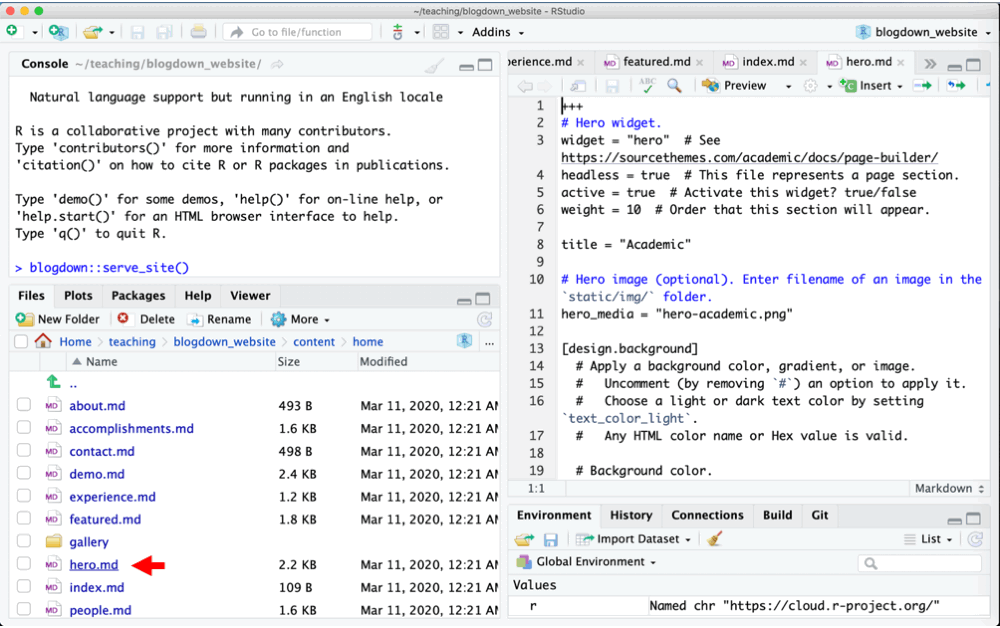 ~/teaching/blogdown_website - RStudio
Go to file/function
Addins
blogdown_website
Console ~/teaching/blogdown_website/
Natural language support but running in an English locale
R is a collaborative project with many contributors.
Type 'contributors()' for more information and
'citation()' on how to cite R or R packages in publications.
Type 'demo()' for some demos, 'help()' for on-line help, or
'help.start()' for an HTML browser interface to help.
Type 'q()' to quit R.
> blogdown::serve_site()
Files Plots Packages Help Viewer
New Folder Delete Rename More
Home > teaching > blogdown_website > content > home ...
Name Size Modified
..
MD about.md 493 B Mar 11, 2020, 12:21 AM
MD accomplishments.md 1.6 KB Mar 11, 2020, 12:21 AM
MD contact.md 498 B Mar 11, 2020, 12:21 AM
MD demo.md 2.4 KB Mar 11, 2020, 12:21 AM
MD experience.md 1.2 KB Mar 11, 2020, 12:21 AM
MD featured.md 1.8 KB Mar 11, 2020, 12:21 AM
gallery
MD hero.md 2.2 KB Mar 11, 2020, 12:21 AM
MD index.md 109 B Mar 11, 2020, 12:21 AM
MD people.md 1.6 KB Mar 11, 2020, 12:21 AM
perience.md MD featured.md MD index.md MD hero.md
ABC Preview Insert
1 +++
2 # Hero widget.
3 widget = "hero"  # See
https://sourcethemes.com/academic/docs/page-builder/
4 headless = true  # This file represents a page section.
5 active = true  # Activate this widget? true/false
6 weight = 10  # Order that this section will appear.
7
8 title = "Academic"
9
10 # Hero image (optional). Enter filename of an image in the
`static/img/` folder.
11 hero_media = "hero-academic.png"
12
13 [design.background]
14 # Apply a background color, gradient, or image.
15 #   Uncomment (by removing `#`) an option to apply it.
16 #   Choose a light or dark text color by setting
`text_color_light`.
17 #   Any HTML color name or Hex value is valid.
18
19 # Background color.
1:1 Markdown
Environment History Connections Build Git
Import Dataset List
Global Environment
Values
r Named chr "https://cloud.r-project.org/"